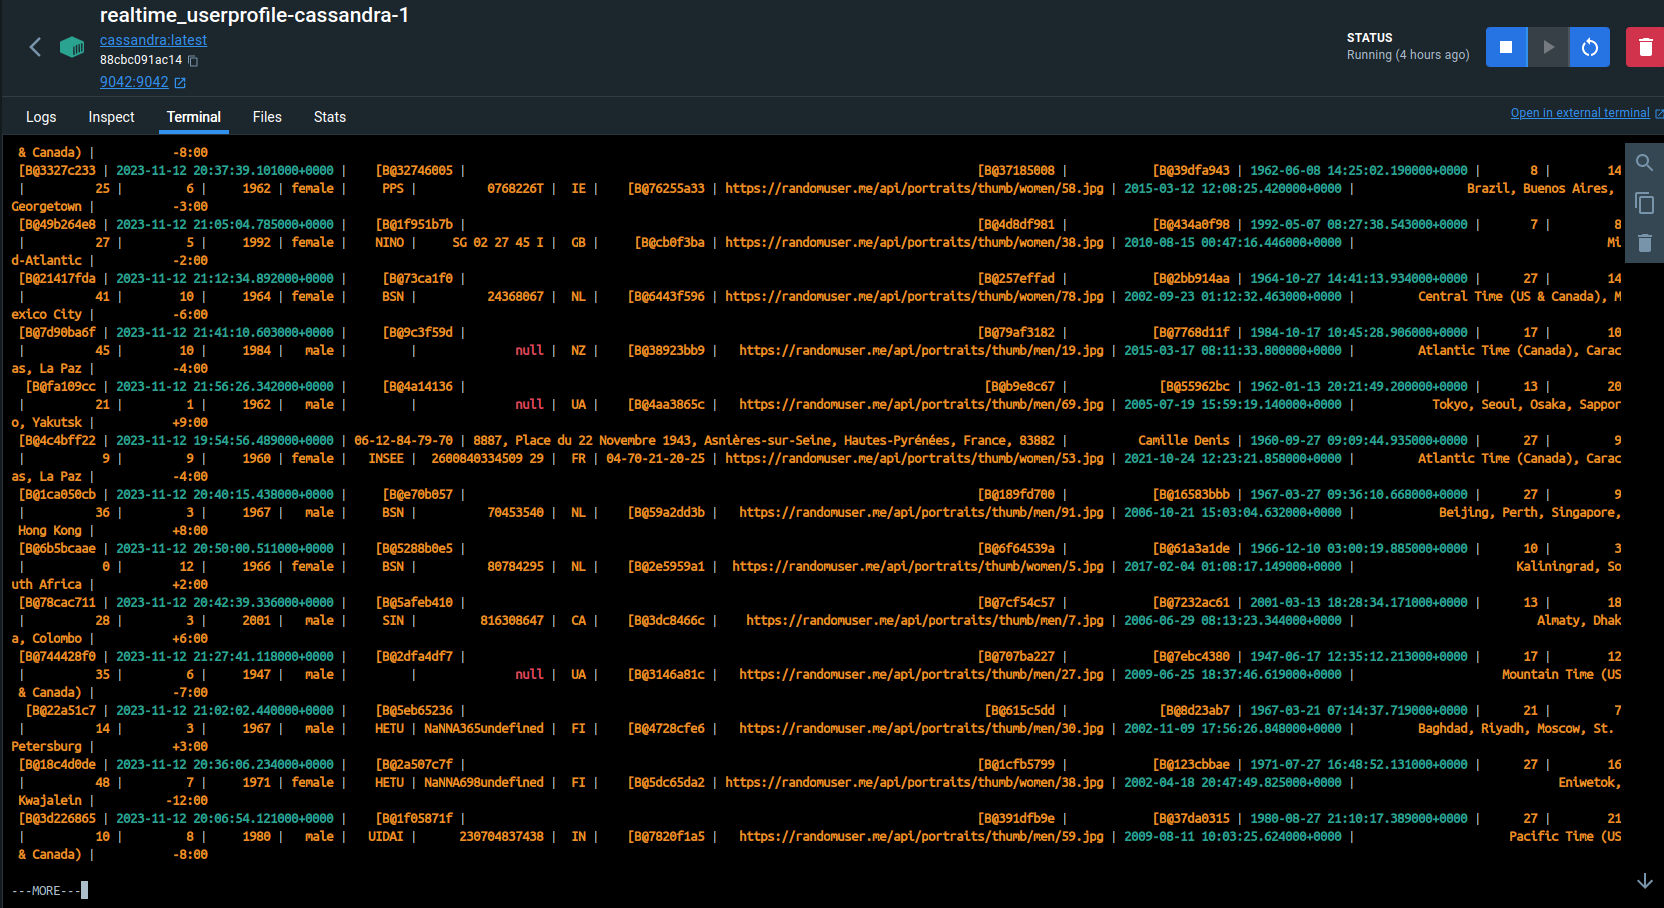 realtime_userprofile-cassandra-1
cassandra:latest
88cbc091ac14
9042:9042
STATUS
Running (4 hours ago)
Logs Inspect Terminal Files Stats
Open in external terminal
& Canada) | -8:00
[B@3327c233 | 2023-11-12 20:37:39.101000+0000 | [B@32746005 | [B@37185008 | [B@39dfa943 | 1962-06-08 14:25:02.190000+0000 | 8 | 14
| 25 | 6 | 1962 | female | PPS | 0768226T | IE | [B@76255a33 | https://randomuser.me/api/portraits/thumb/women/58.jpg | 2015-03-12 12:08:25.420000+0000 | Brazil, Buenos Aires,
Georgetown | -3:00
[B@49b264e8 | 2023-11-12 21:05:04.785000+0000 | [B@1f951b7b | [B@4d8df981 | [B@434a0f98 | 1992-05-07 08:27:38.543000+0000 | 7 | 8
| 27 | 5 | 1992 | female | NINO | SG 02 27 45 I | GB | [B@cb0f3ba | https://randomuser.me/api/portraits/thumb/women/38.jpg | 2010-08-15 00:47:16.446000+0000 | Mi
d-Atlantic | -2:00
[B@21417fda | 2023-11-12 21:12:34.892000+0000 | [B@73ca1f0 | [B@257effad | [B@2bb914aa | 1964-10-27 14:41:13.934000+0000 | 27 | 14
| 41 | 10 | 1964 | female | BSN | 24368067 | NL | [B@6443f596 | https://randomuser.me/api/portraits/thumb/women/78.jpg | 2002-09-23 01:12:32.463000+0000 | Central Time (US & Canada), M
exico City | -6:00
[B@7d90ba6f | 2023-11-12 21:41:10.603000+0000 | [B@9c3f59d | [B@79af3182 | [B@7768d11f | 1984-10-17 10:45:28.906000+0000 | 17 | 10
| 45 | 10 | 1984 | male | | null | NZ | [B@38923bb9 | https://randomuser.me/api/portraits/thumb/men/19.jpg | 2015-03-17 08:11:33.800000+0000 | Atlantic Time (Canada), Carac
as, La Paz | -4:00
[B@fa109cc | 2023-11-12 21:56:26.342000+0000 | [B@4a14136 | [B@b9e8c67 | [B@55962bc | 1962-01-13 20:21:49.200000+0000 | 13 | 20
| 21 | 1 | 1962 | male | | null | UA | [B@4aa3865c | https://randomuser.me/api/portraits/thumb/men/69.jpg | 2005-07-19 15:59:19.140000+0000 | Tokyo, Seoul, Osaka, Sappor
o, Yakutsk | +9:00
[B@4c4bff22 | 2023-11-12 19:54:56.489000+0000 | 06-12-84-79-70 | 8887, Place du 22 Novembre 1943, Asnières-sur-Seine, Hautes-Pyrénées, France, 83882 | Camille Denis | 1960-09-27 09:09:44.935000+0000 | 27 | 9
| 9 | 9 | 1960 | female | INSEE | 2600840334509 29 | FR | 04-70-21-20-25 | https://randomuser.me/api/portraits/thumb/women/53.jpg | 2021-10-24 12:23:21.858000+0000 | Atlantic Time (Canada), Carac
as, La Paz | -4:00
[B@1ca050cb | 2023-11-12 20:40:15.438000+0000 | [B@e70b057 | [B@189fd700 | [B@16583bbb | 1967-03-27 09:36:10.668000+0000 | 27 | 9
| 36 | 3 | 1967 | male | BSN | 70453540 | NL | [B@59a2dd3b | https://randomuser.me/api/portraits/thumb/men/91.jpg | 2006-10-21 15:03:04.632000+0000 | Beijing, Perth, Singapore,
Hong Kong | +8:00
[B@6b5bcaae | 2023-11-12 20:50:00.511000+0000 | [B@5288b0e5 | [B@6f64539a | [B@61a3a1de | 1966-12-10 03:00:19.885000+0000 | 10 | 3
| 0 | 12 | 1966 | female | BSN | 80784295 | NL | [B@2e5959a1 | https://randomuser.me/api/portraits/thumb/women/5.jpg | 2017-02-04 01:08:17.149000+0000 | Kaliningrad, So
uth Africa | +2:00
[B@78cac711 | 2023-11-12 20:42:39.336000+0000 | [B@5afeb410 | [B@7cf54c57 | [B@7232ac61 | 2001-03-13 18:28:34.171000+0000 | 13 | 18
| 28 | 3 | 2001 | male | SIN | 816308647 | CA | [B@3dc8466c | https://randomuser.me/api/portraits/thumb/men/7.jpg | 2006-06-29 08:13:23.344000+0000 | Almaty, Dhak
a, Colombo | +6:00
[B@744428f0 | 2023-11-12 21:27:41.118000+0000 | [B@2dfa4df7 | [B@707ba227 | [B@7ebc4380 | 1947-06-17 12:35:12.213000+0000 | 17 | 12
| 35 | 6 | 1947 | male | | null | UA | [B@3146a81c | https://randomuser.me/api/portraits/thumb/men/27.jpg | 2009-06-25 18:37:46.619000+0000 | Mountain Time (US
& Canada) | -7:00
[B@22a51c7 | 2023-11-12 21:02:02.440000+0000 | [B@5eb65236 | [B@615c5dd | [B@8d23ab7 | 1967-03-21 07:14:37.719000+0000 | 21 | 7
| 14 | 3 | 1967 | male | HETU | NaNNA365undefined | FI | [B@4728cfe6 | https://randomuser.me/api/portraits/thumb/men/30.jpg | 2002-11-09 17:56:26.848000+0000 | Baghdad, Riyadh, Moscow, St.
Petersburg | +3:00
[B@18c4d0de | 2023-11-12 20:36:06.234000+0000 | [B@2a507c7f | [B@1cfb5799 | [B@123cbbae | 1971-07-27 16:48:52.131000+0000 | 27 | 16
| 48 | 7 | 1971 | female | HETU | NaNNA698undefined | FI | [B@5dc65da2 | https://randomuser.me/api/portraits/thumb/women/38.jpg | 2002-04-18 20:47:49.825000+0000 | Eniwetok,
Kwajalein | -12:00
[B@3d226865 | 2023-11-12 20:06:54.121000+0000 | [B@1f05871f | [B@391dfb9e | [B@37da0315 | 1980-08-27 21:10:17.389000+0000 | 27 | 21
| 10 | 8 | 1980 | male | UIDAI | 230704837438 | IN | [B@7820f1a5 | https://randomuser.me/api/portraits/thumb/men/59.jpg | 2009-08-11 10:03:25.624000+0000 | Pacific Time (US
& Canada) | -8:00
---MORE---